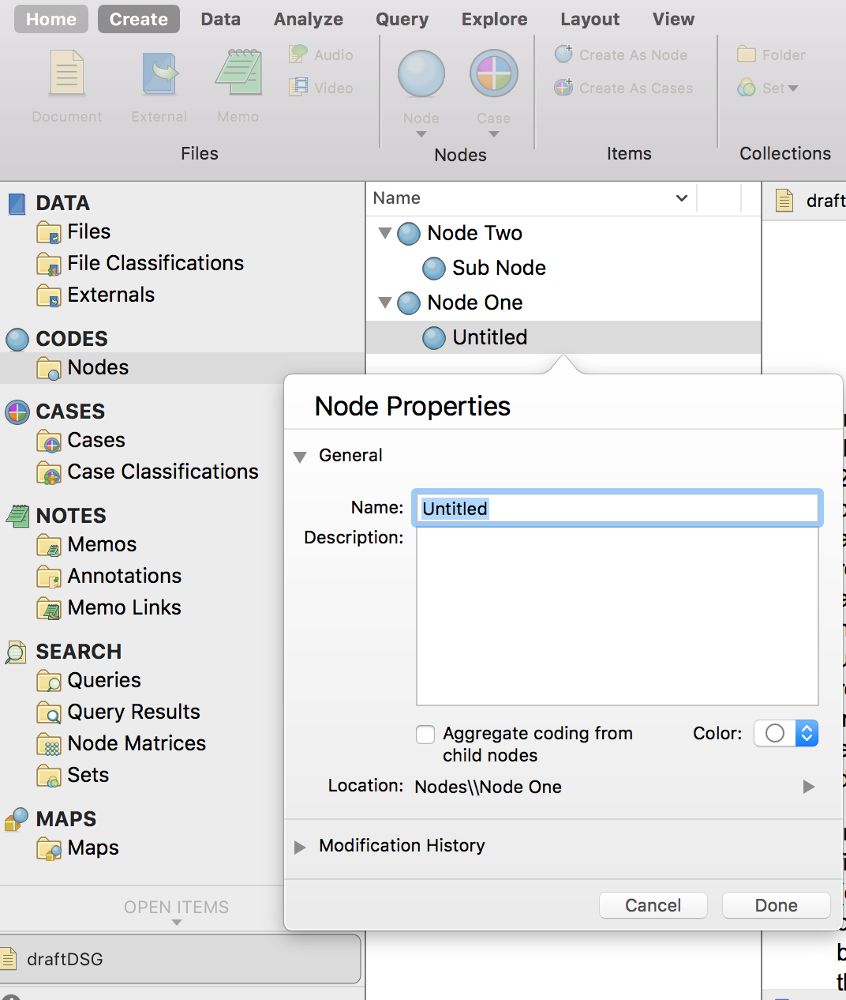 Home Create Data Analyze Query Explore Layout View
Audio
Create As Node
Folder
Video
Create As Cases
Set
Document External Memo
Node Case
Files
Nodes
Items
Collections
DATA
Files
File Classifications
Externals
CODES
Nodes
CASES
Cases
Case Classifications
NOTES
Memos
Annotations
Memo Links
SEARCH
Queries
Query Results
Node Matrices
Sets
MAPS
Maps
OPEN ITEMS
draftDSG
Name
Node Two
Sub Node
Node One
Untitled
draft
Node Properties
General
Name: Untitled
Description:
Aggregate coding from
child nodes
Color:
Location: Nodes\\Node One
Modification History
Cancel Done